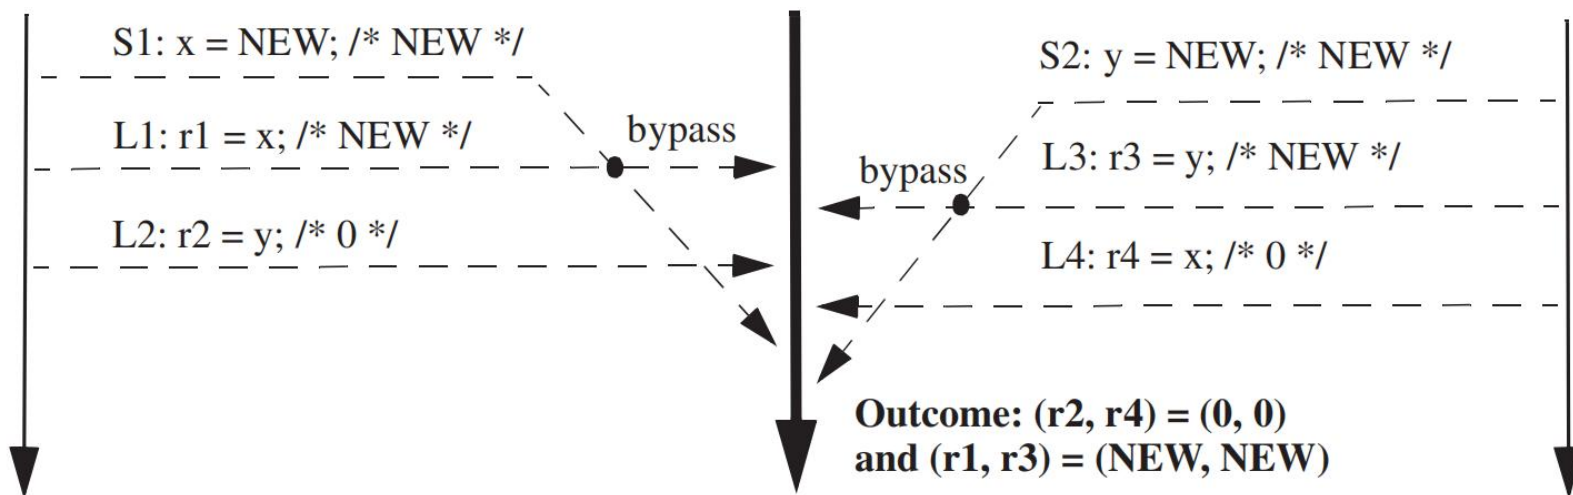 S1: x = NEW; /* NEW */
L1: r1 = x; /* NEW */
bypass
L2: r2 = y; /* 0 */
S2: y = NEW; /* NEW */
L3: r3 = y; /* NEW */
bypass
L4: r4 = x; /* 0 */
Outcome: (r2, r4) = (0, 0)
and (r1, r3) = (NEW, NEW)